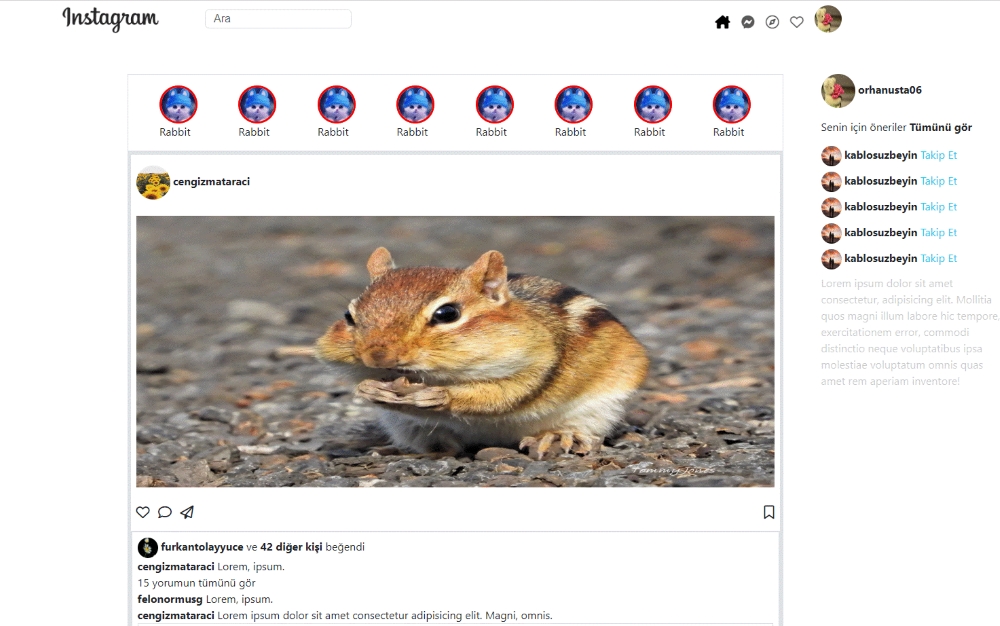 Instagram
Ara
Rabbit Rabbit Rabbit Rabbit Rabbit Rabbit Rabbit Rabbit
cengizmataraci
Tommy Jones
furkantolayyuce ve 42 diğer kişi beğendi
cengizmataraci Lorem, ipsum.
15 yorumun tümünü gör
felonormusg Lorem, ipsum.
cengizmataraci Lorem ipsum dolor sit amet consectetur adipisicing elit. Magni, omnis.
orhanusta06
Senin için öneriler Tümünü gör
kablosuzbeyin Takip Et
kablosuzbeyin Takip Et
kablosuzbeyin Takip Et
kablosuzbeyin Takip Et
kablosuzbeyin Takip Et
Lorem ipsum dolor sit amet
consectetur, adipisicing elit. Mollitia
quos magni illum labore hic tempore,
exercitationem error, commodi
distinctio neque voluptatibus ipsa
molestiae voluptatum omnis quas
amet rem aperiam inventore!